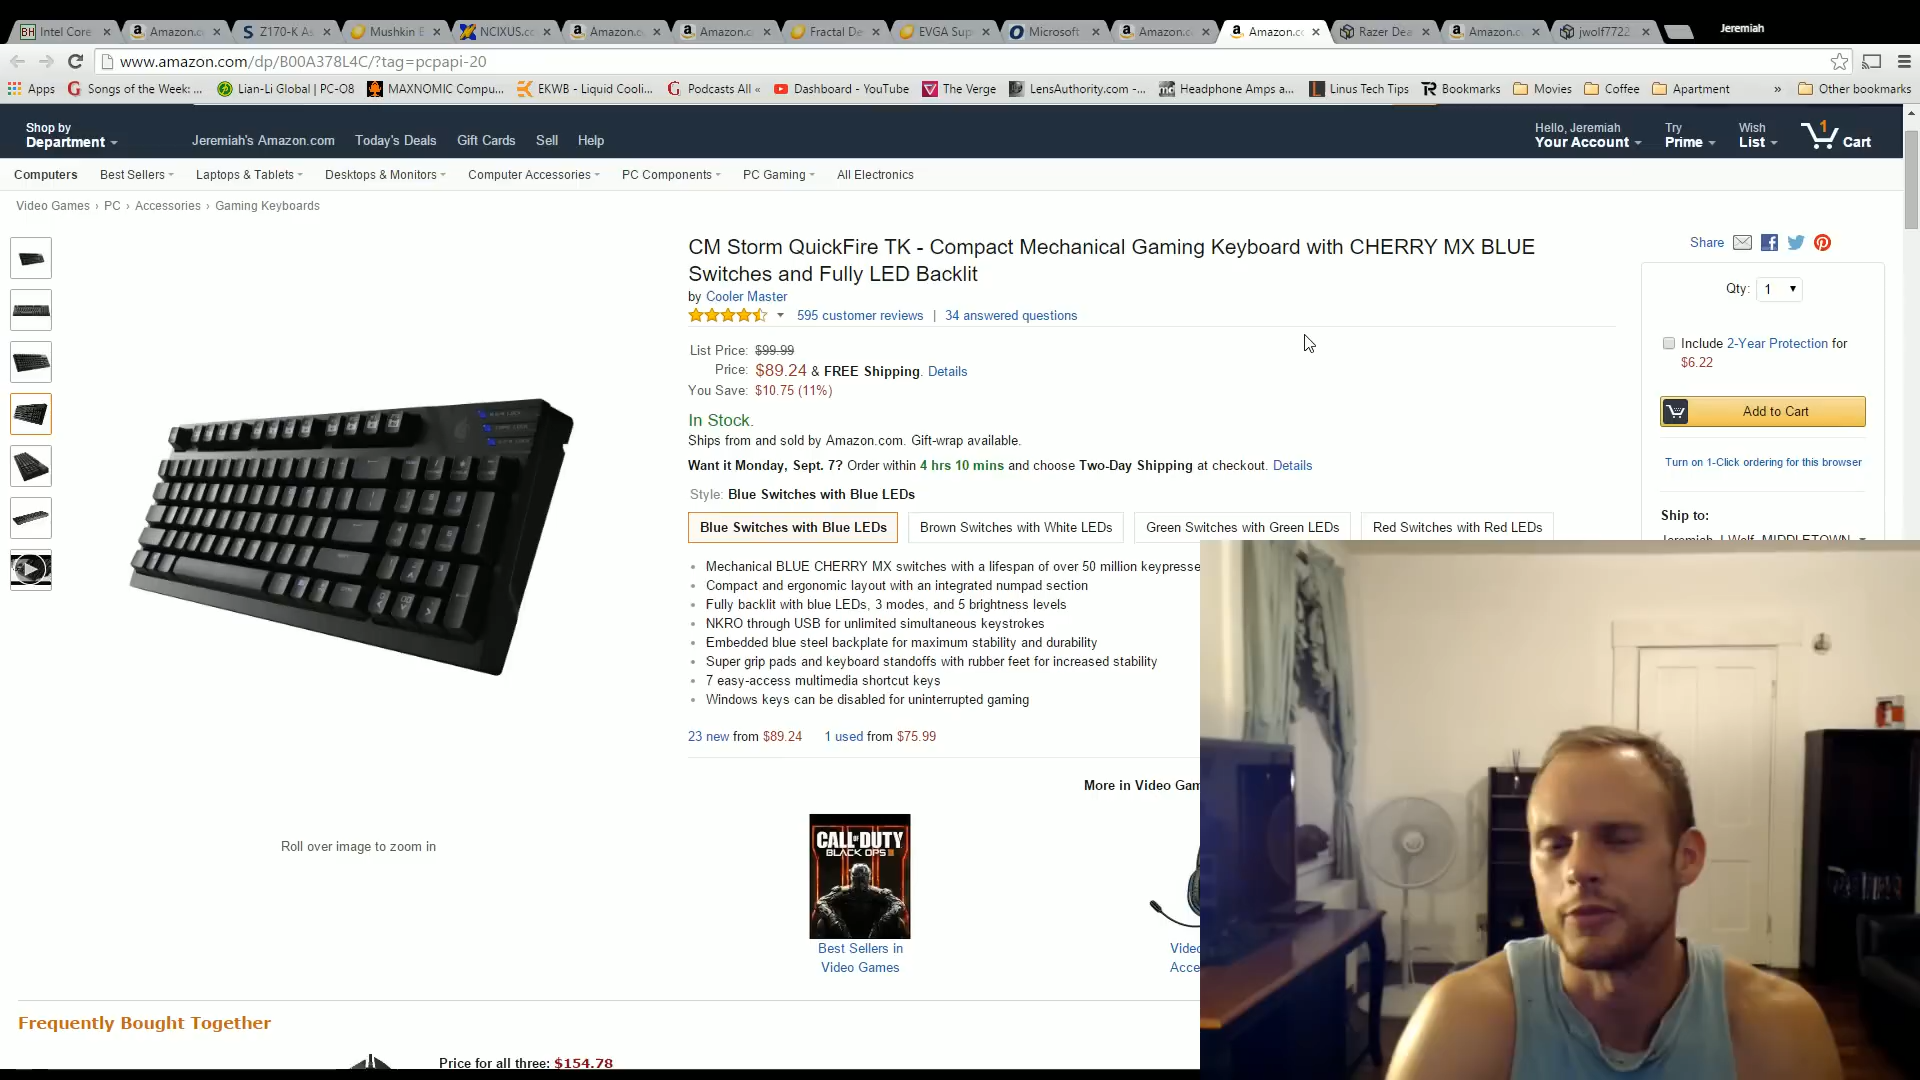 Intel Core
Amazon.c
Z170-K As
Mushkin E
NCIXUS.co
Amazon.c
Amazon.c
Fractal De
EVGA Sup
Microsoft
Amazon.c
Amazon.c
Razer Dea
Amazon.c
jwolf7722
Jeremiah
www.amazon.com/dp/B00A378L4C/?tag=pcpapi-20
Apps
Songs of the Week: ...
Lian-Li Global | PC-O8
MAXNOMIC Compu...
EKWB - Liquid Cooli...
Podcasts All «
Dashboard - YouTube
The Verge
LensAuthority.com -...
Headphone Amps a...
Linus Tech Tips
Bookmarks
Movies
Coffee
Apartment
»
Other bookmarks
Shop by
Department
Jeremiah's Amazon.com
Today's Deals
Gift Cards
Sell
Help
Hello, Jeremiah
Your Account
Try
Prime
Wish
List
1
Cart
Computers
Best Sellers
Laptops & Tablets
Desktops & Monitors
Computer Accessories
PC Components
PC Gaming
All Electronics
Video Games › PC › Accessories › Gaming Keyboards
CM Storm QuickFire TK - Compact Mechanical Gaming Keyboard with CHERRY MX BLUE
Switches and Fully LED Backlit
by Cooler Master
595 customer reviews | 34 answered questions
List Price: $99.99
Price: $89.24 & FREE Shipping. Details
You Save: $10.75 (11%)
In Stock.
Ships from and sold by Amazon.com. Gift-wrap available.
Want it Monday, Sept. 7? Order within 4 hrs 10 mins and choose Two-Day Shipping at checkout. Details
Style: Blue Switches with Blue LEDs
Blue Switches with Blue LEDs
Brown Switches with White LEDs
Green Switches with Green LEDs
Red Switches with Red LEDs
Mechanical BLUE CHERRY MX switches with a lifespan of over 50 million keypresse
Compact and ergonomic layout with an integrated numpad section
Fully backlit with blue LEDs, 3 modes, and 5 brightness levels
NKRO through USB for unlimited simultaneous keystrokes
Embedded blue steel backplate for maximum stability and durability
Super grip pads and keyboard standoffs with rubber feet for increased stability
7 easy-access multimedia shortcut keys
Windows keys can be disabled for uninterrupted gaming
23 new from $89.24 1 used from $75.99
More in Video Gam
CALL OF DUTY
BLACK OPS III
Best Sellers in
Video Games
Video
Acce
Roll over image to zoom in
Frequently Bought Together
Price for all three: $154.78
Share
Qty: 1
Include 2-Year Protection for
$6.22
Add to Cart
Turn on 1-Click ordering for this browser
Ship to:
Jeremiah J Wolf, MIDDLETOWN